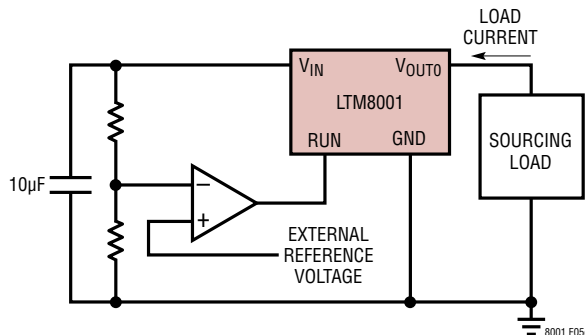 LOAD
CURRENT
VIN
VOUT0
LTM8001
RUN
GND
SOURCING
LOAD
10µF
−
+
EXTERNAL
REFERENCE
VOLTAGE
8001 F05